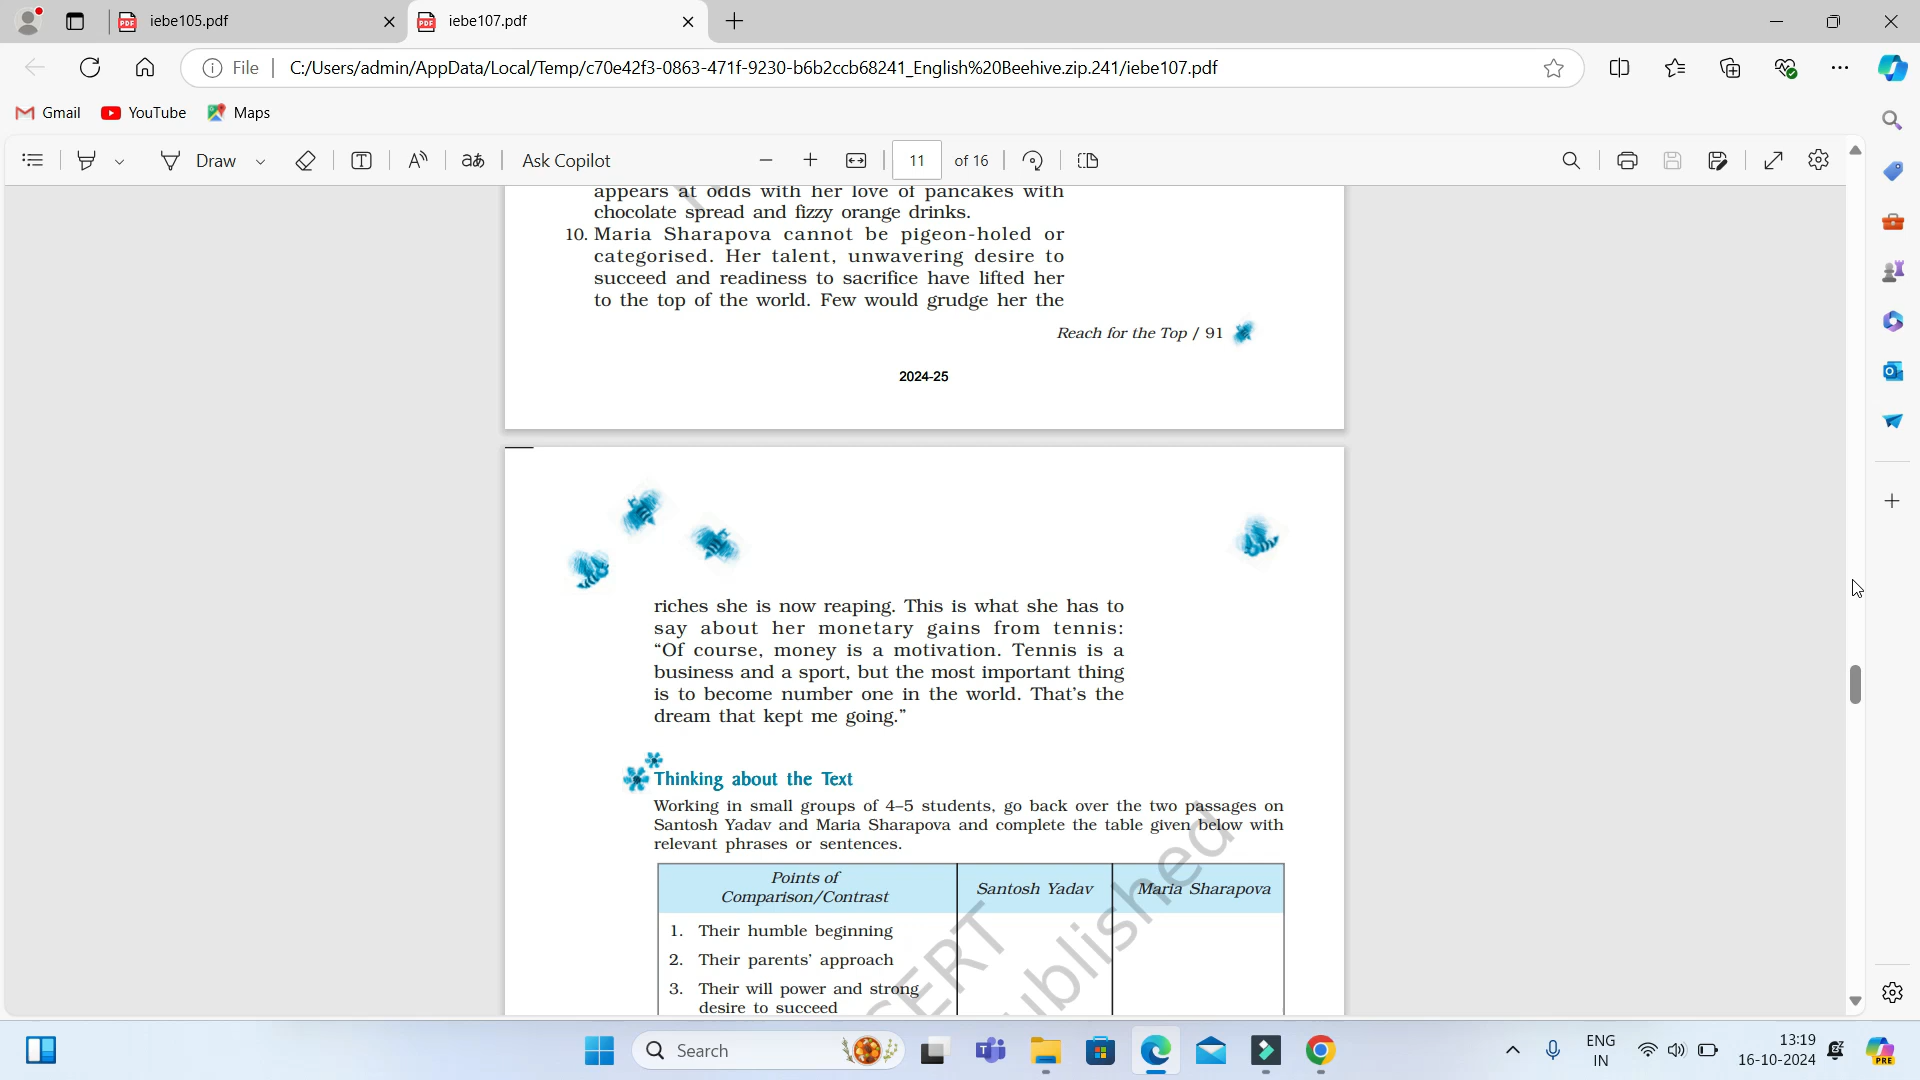 iebe105.pdf
iebe107.pdf
File
C:/Users/admin/AppData/Local/Temp/c70e42f3-0863-471f-9230-b6b2ccb68241_English%20Beehive.zip.241/iebe107.pdf
Gmail
YouTube
Maps
Draw
Ask Copilot
11 of 16
appears at odds with her love of pancakes with
chocolate spread and fizzy orange drinks.
10. Maria Sharapova cannot be pigeon-holed or
categorised. Her talent, unwavering desire to
succeed and readiness to sacrifice have lifted her
to the top of the world. Few would grudge her the
Reach for the Top / 91
2024-25
riches she is now reaping. This is what she has to
say about her monetary gains from tennis:
“Of course, money is a motivation. Tennis is a
business and a sport, but the most important thing
is to become number one in the world. That’s the
dream that kept me going.”
Thinking about the Text
Working in small groups of 4–5 students, go back over the two passages on
Santosh Yadav and Maria Sharapova and complete the table given below with
relevant phrases or sentences.
Points of
Comparison/Contrast
Santosh Yadav
Maria Sharapova
1. Their humble beginning
2. Their parents’ approach
3. Their will power and strong
desire to succeed
Search
ENG
IN
13:19
16-10-2024
PRE